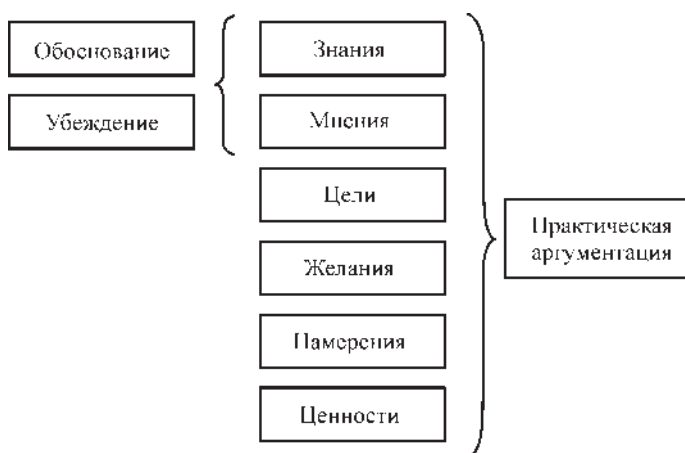 Обоснование
Убеждение
Знания
Мнения
Цели
Желания
Намерения
Ценности
Практическая
аргументация